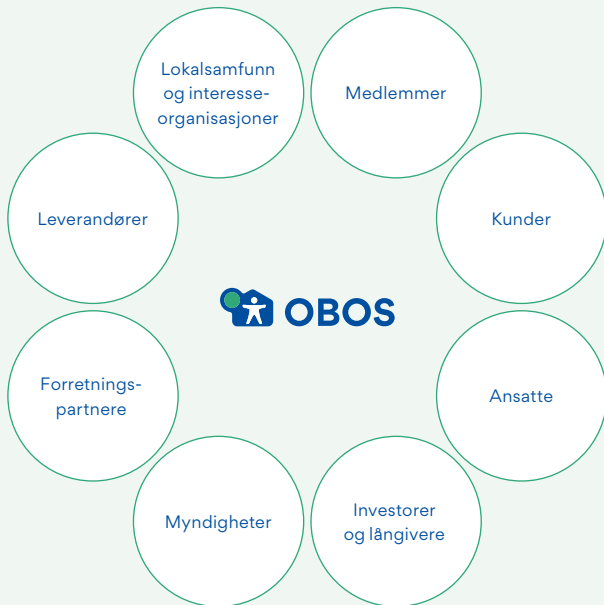 Lokalsamfunn
og interesse-
organisasjoner
Medlemmer
Leverandører
Kunder
OBOS
Forretnings-
partnere
Ansatte
Myndigheter
Investorer
og långivere